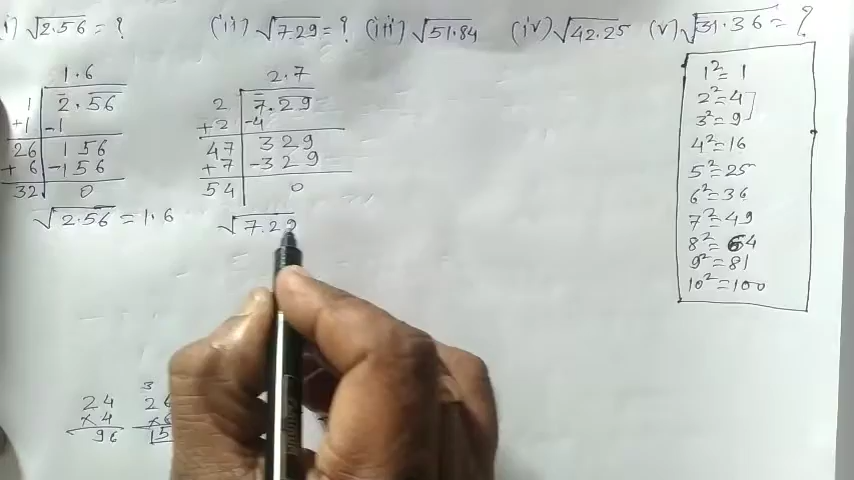 i) √2.56 = ? (ii) √7.29 = ? (iii) √51.84 (iv) √42.25 (v) √31.36 = ?
1.6
1 2.56
+1 -1
26 156
+6 -156
32 0
√2.56 = 1.6
2.7
2 7.29
+2 -4
47 329
+7 -329
54 0
√7.29
1² = 1
2² = 4
3² = 9
4² = 16
5² = 25
6² = 36
7² = 49
8² = 64
9² = 81
10² = 100
24
×4
96
3